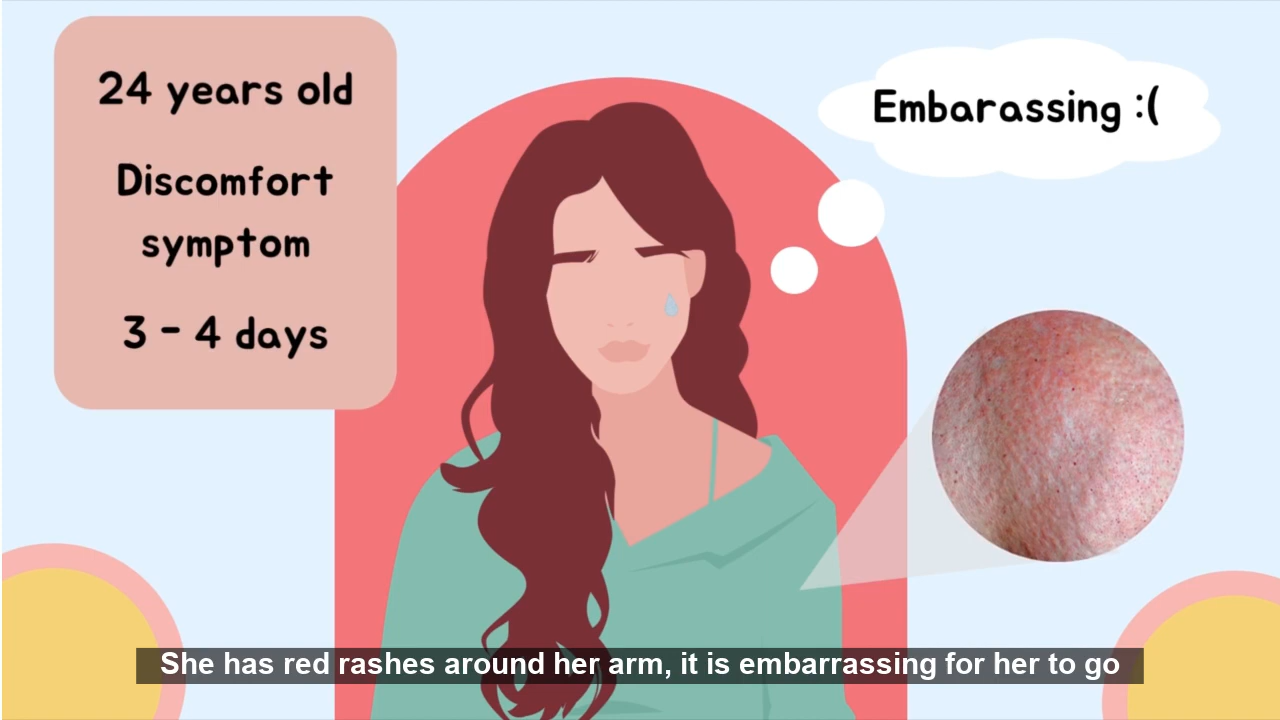 24 years old
Discomfort
symptom
3 - 4 days
Embarassing :(
She has red rashes around her arm, it is embarrassing for her to go